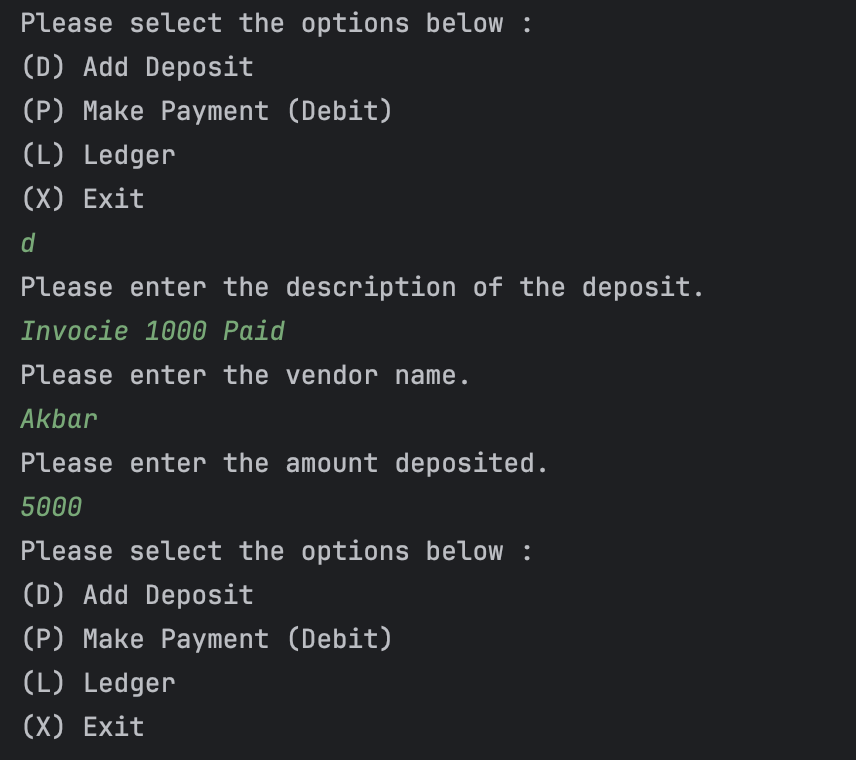 Please select the options below :
(D) Add Deposit
(P) Make Payment (Debit)
(L) Ledger
(X) Exit
d
Please enter the description of the deposit.
Invocie 1000 Paid
Please enter the vendor name.
Akbar
Please enter the amount deposited.
5000
Please select the options below :
(D) Add Deposit
(P) Make Payment (Debit)
(L) Ledger
(X) Exit